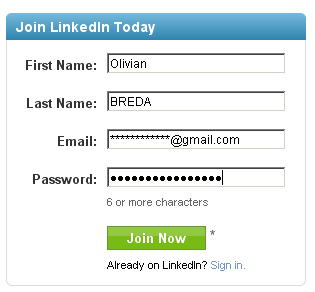 Join LinkedIn Today
First Name: Olivian
Last Name: BREDA
Email: ************@gmail.com
Password: ●●●●●●●●●●●●●●●●
6 or more characters
Join Now *
Already on LinkedIn? Sign in.